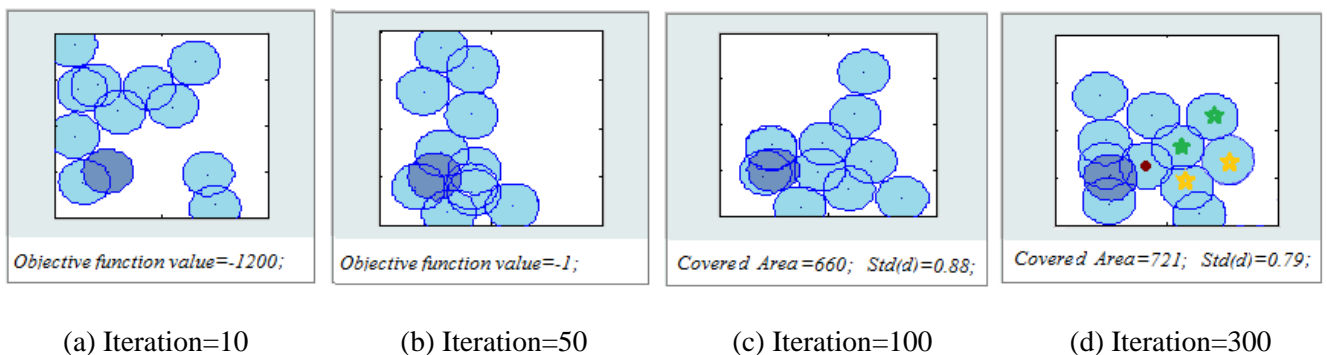 Objective function value=-1200;
Objective function value=-1;
Covered Area=660; Std(d)=0.88;
Covered Area=721; Std(d)=0.79;
(a) Iteration=10
(b) Iteration=50
(c) Iteration=100
(d) Iteration=300